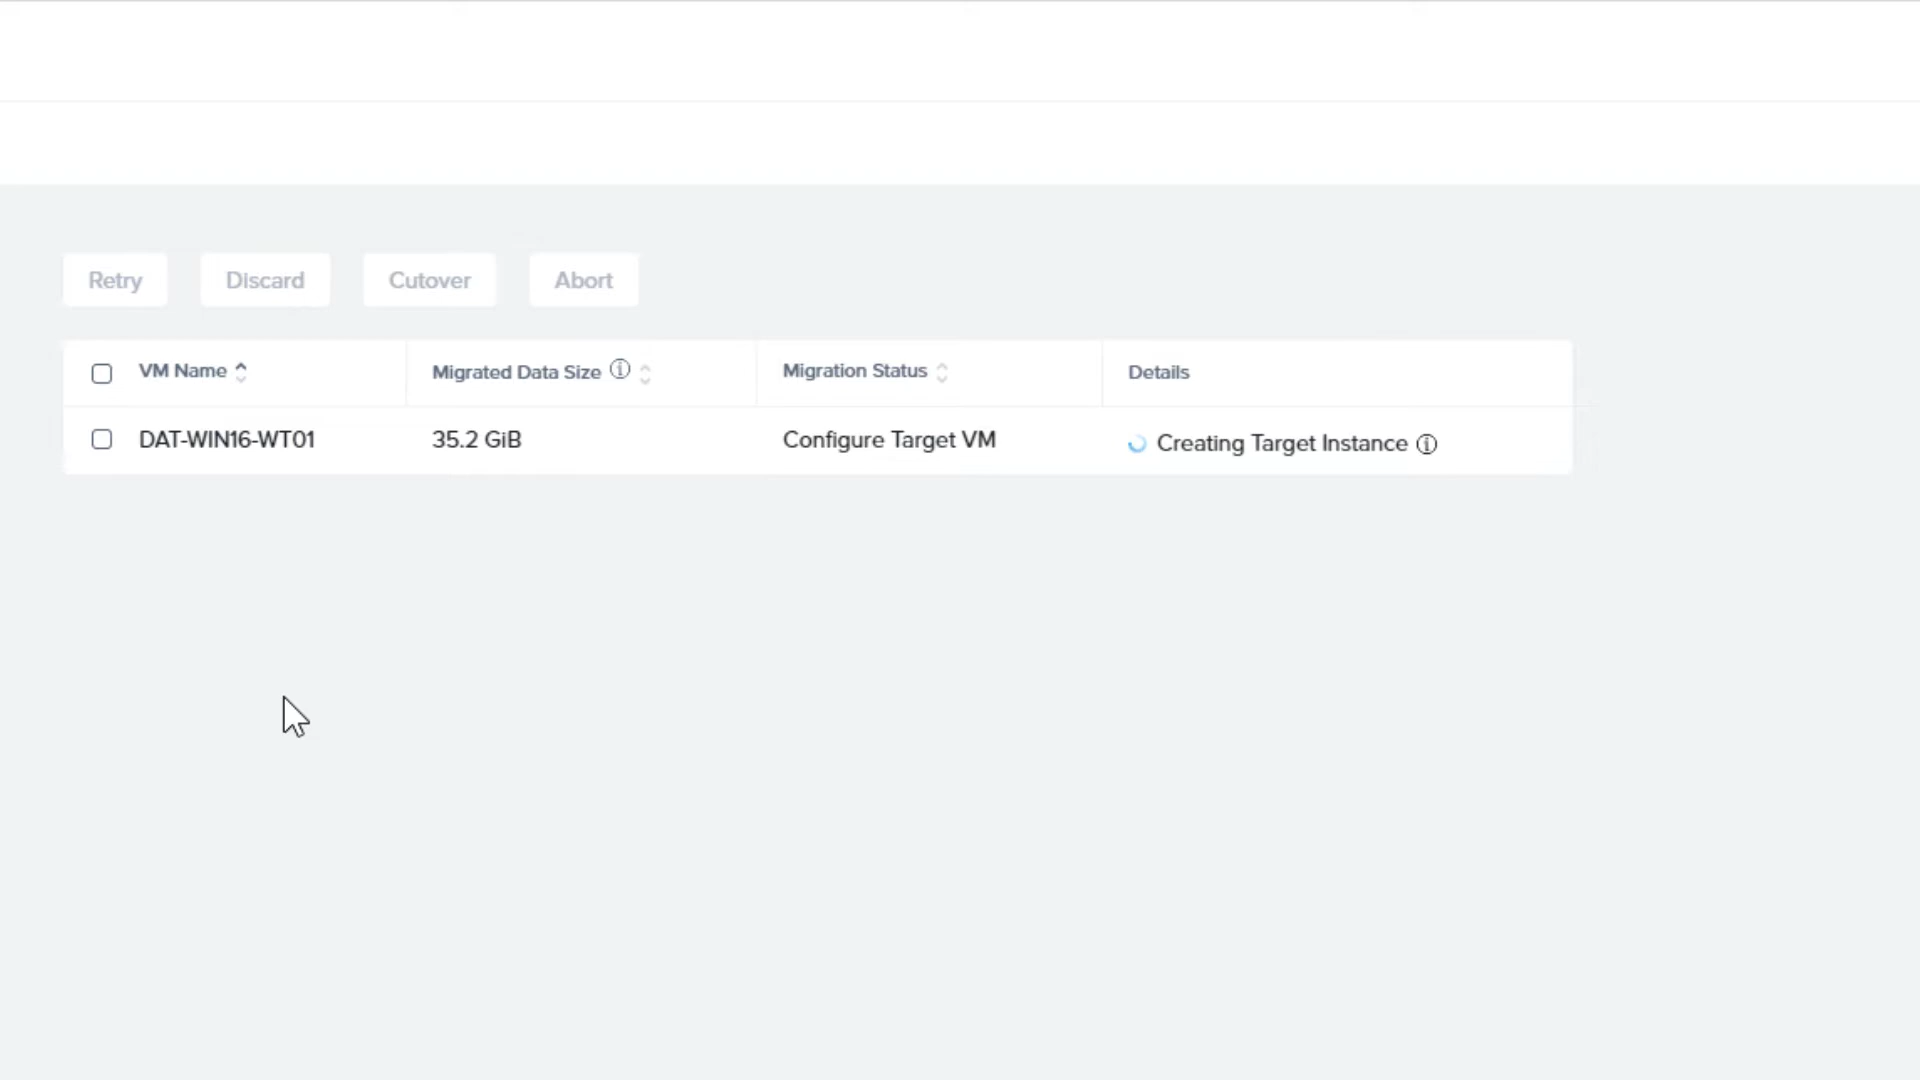 Retry Discard Cutover Abort
VM Name Migrated Data Size Migration Status Details
DAT-WIN16-WT01 35.2 GiB Configure Target VM Creating Target Instance